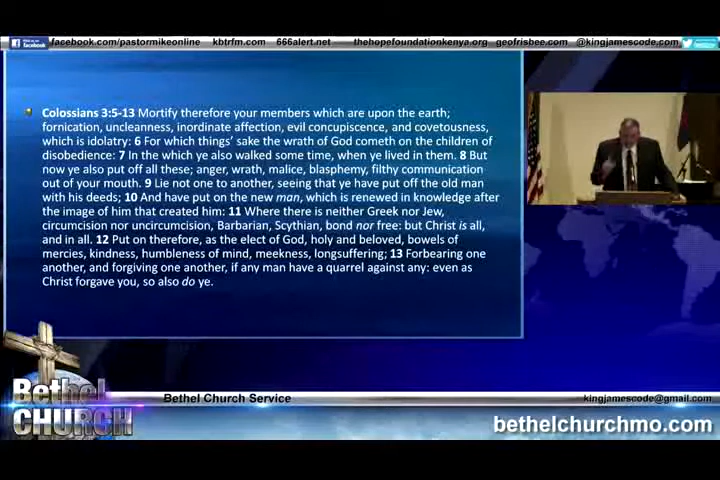 facebook.com/pastormikeonline kbtrfm.com 666alert.net thehopefoundationkenya.org geofrisbee.com @kingjamescode.com
Colossians 3:5-13 Mortify therefore your members which are upon the earth;
fornication, uncleanness, inordinate affection, evil concupiscence, and covetousness,
which is idolatry: 6 For which things' sake the wrath of God cometh on the children of
disobedience: 7 In the which ye also walked some time, when ye lived in them. 8 But
now ye also put off all these; anger, wrath, malice, blasphemy, filthy communication
out of your mouth. 9 Lie not one to another, seeing that ye have put off the old man
with his deeds; 10 And have put on the new man, which is renewed in knowledge after
the image of him that created him: 11 Where there is neither Greek nor Jew,
circumcision nor uncircumcision, Barbarian, Scythian, bond nor free: but Christ is all,
and in all. 12 Put on therefore, as the elect of God, holy and beloved, bowels of
mercies, kindness, humbleness of mind, meekness, longsuffering; 13 Forbearing one
another, and forgiving one another, if any man have a quarrel against any: even as
Christ forgave you, so also do ye.
Bethel
CHURCH
Bethel Church Service
kingjamescode@gmail.com
bethelchurchmo.com